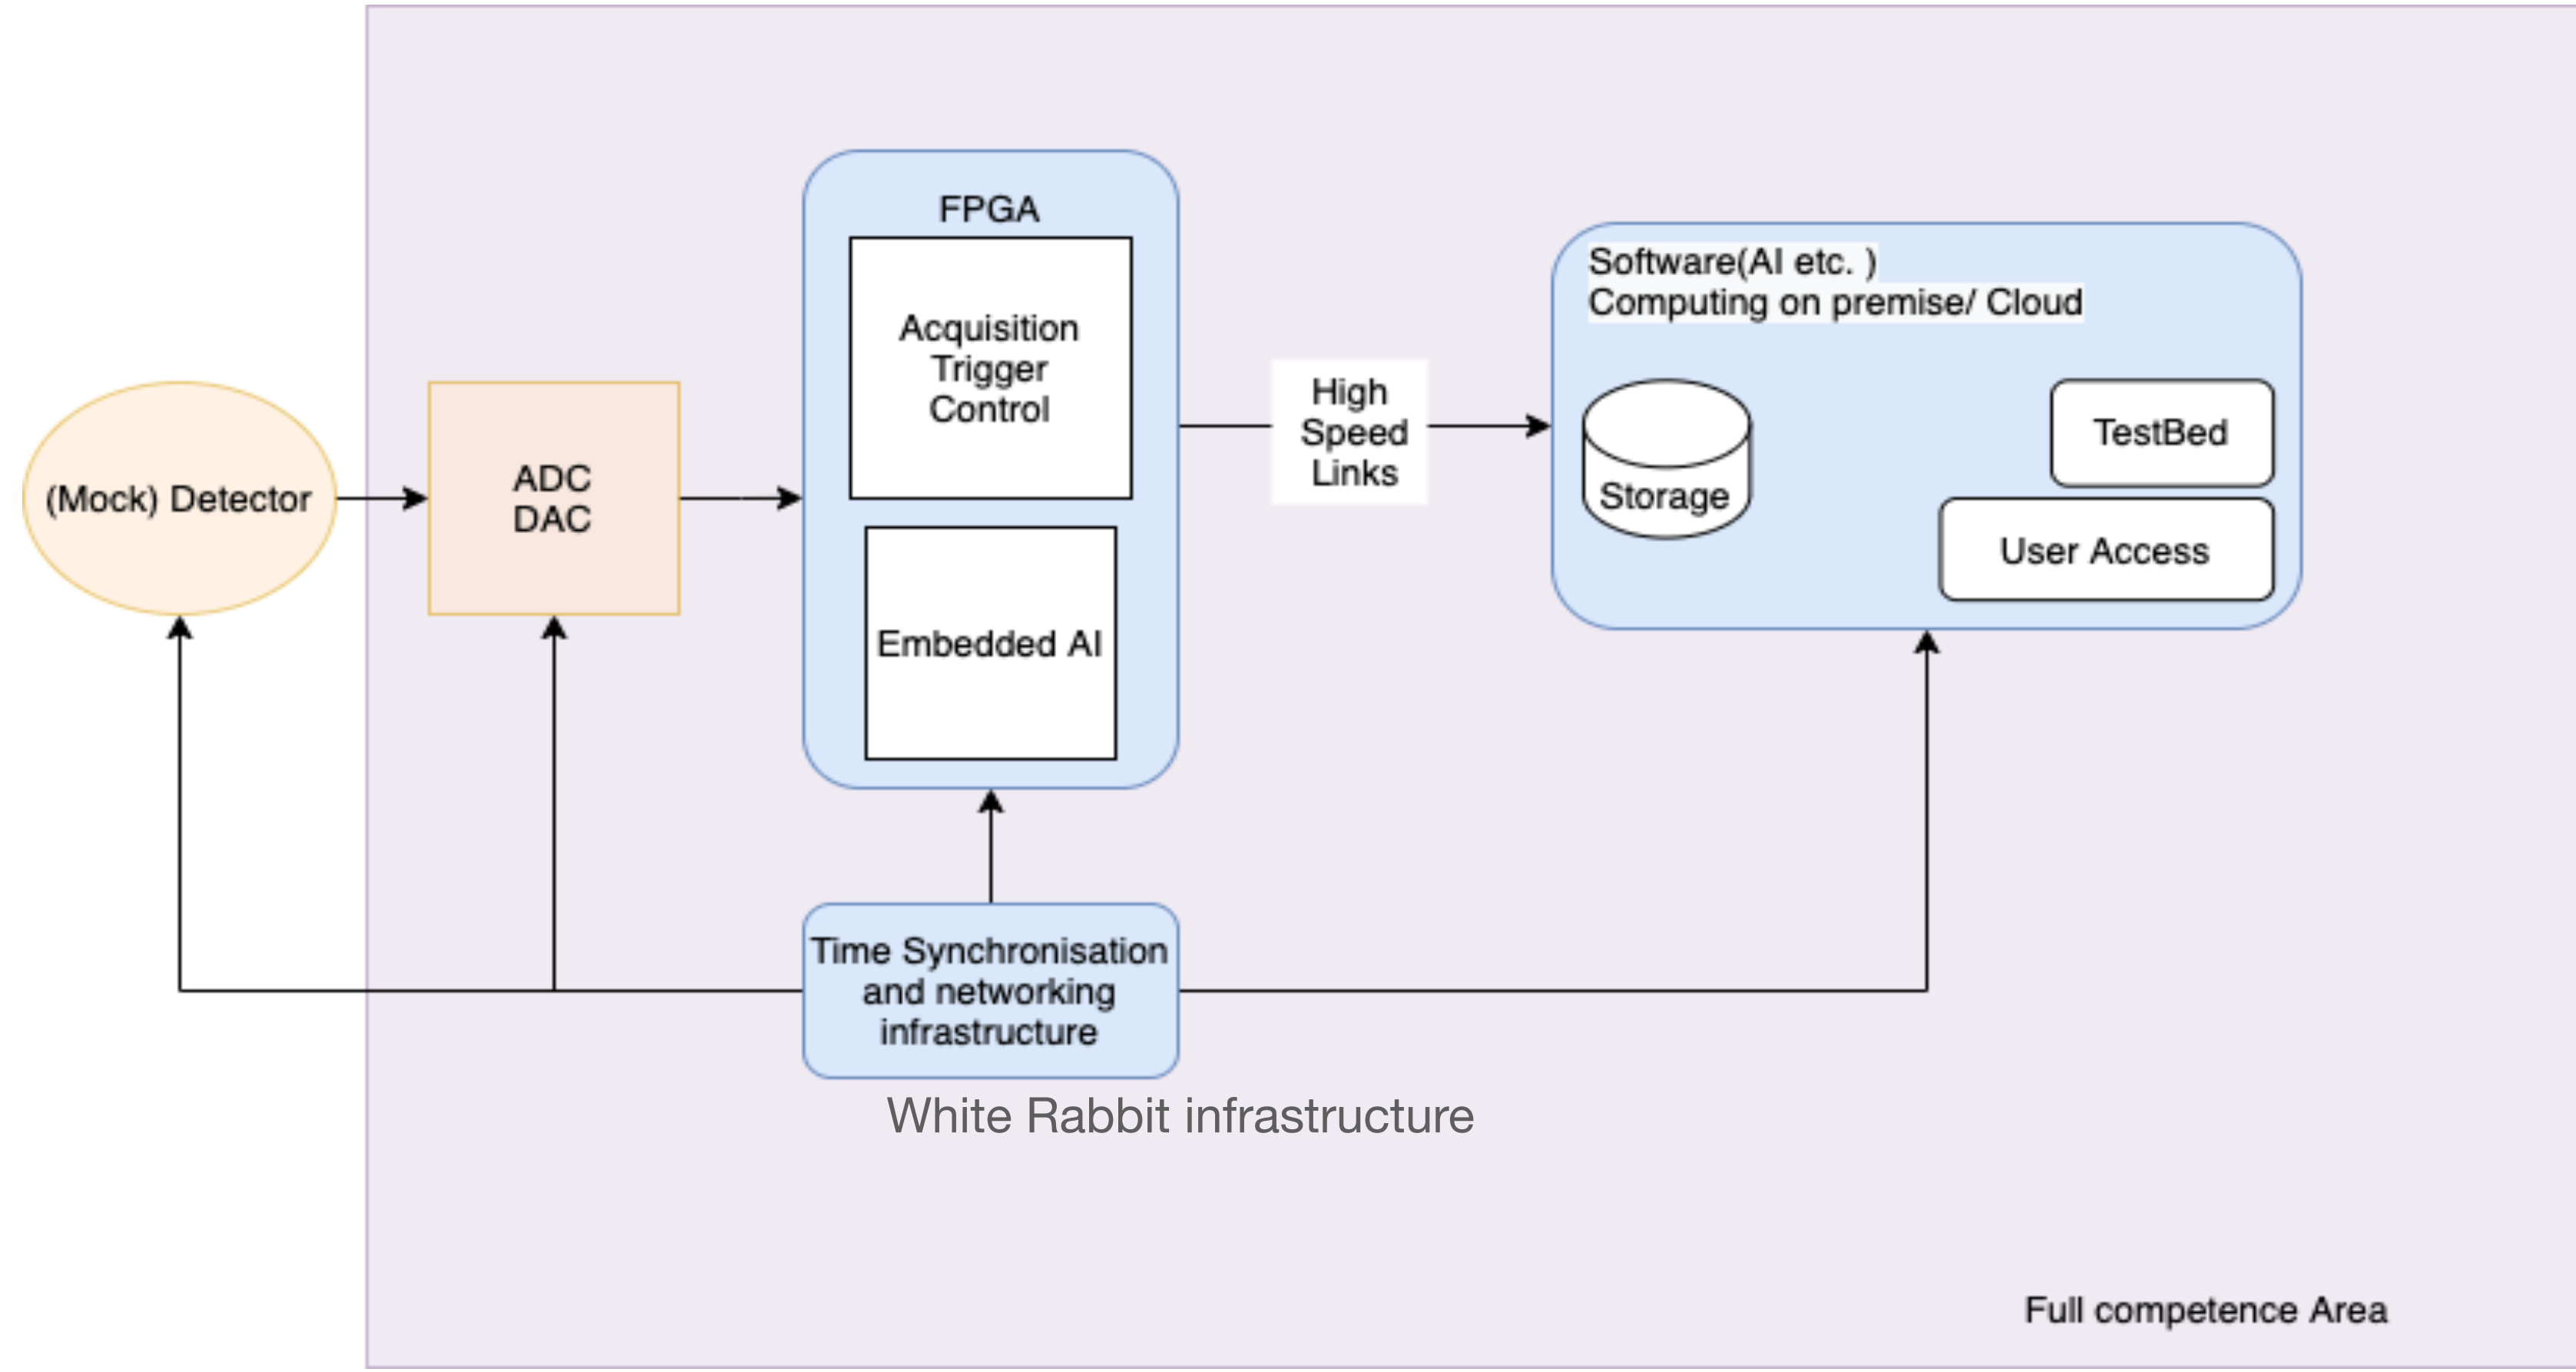 FPGA
Acquisition
Trigger
Control
Embedded AI
(Mock) Detector
ADC
DAC
High
Speed
Links
Software(AI etc. )
Computing on premise/ Cloud
Storage
TestBed
User Access
Time Synchronisation
and networking
infrastructure
White Rabbit infrastructure
Full competence Area